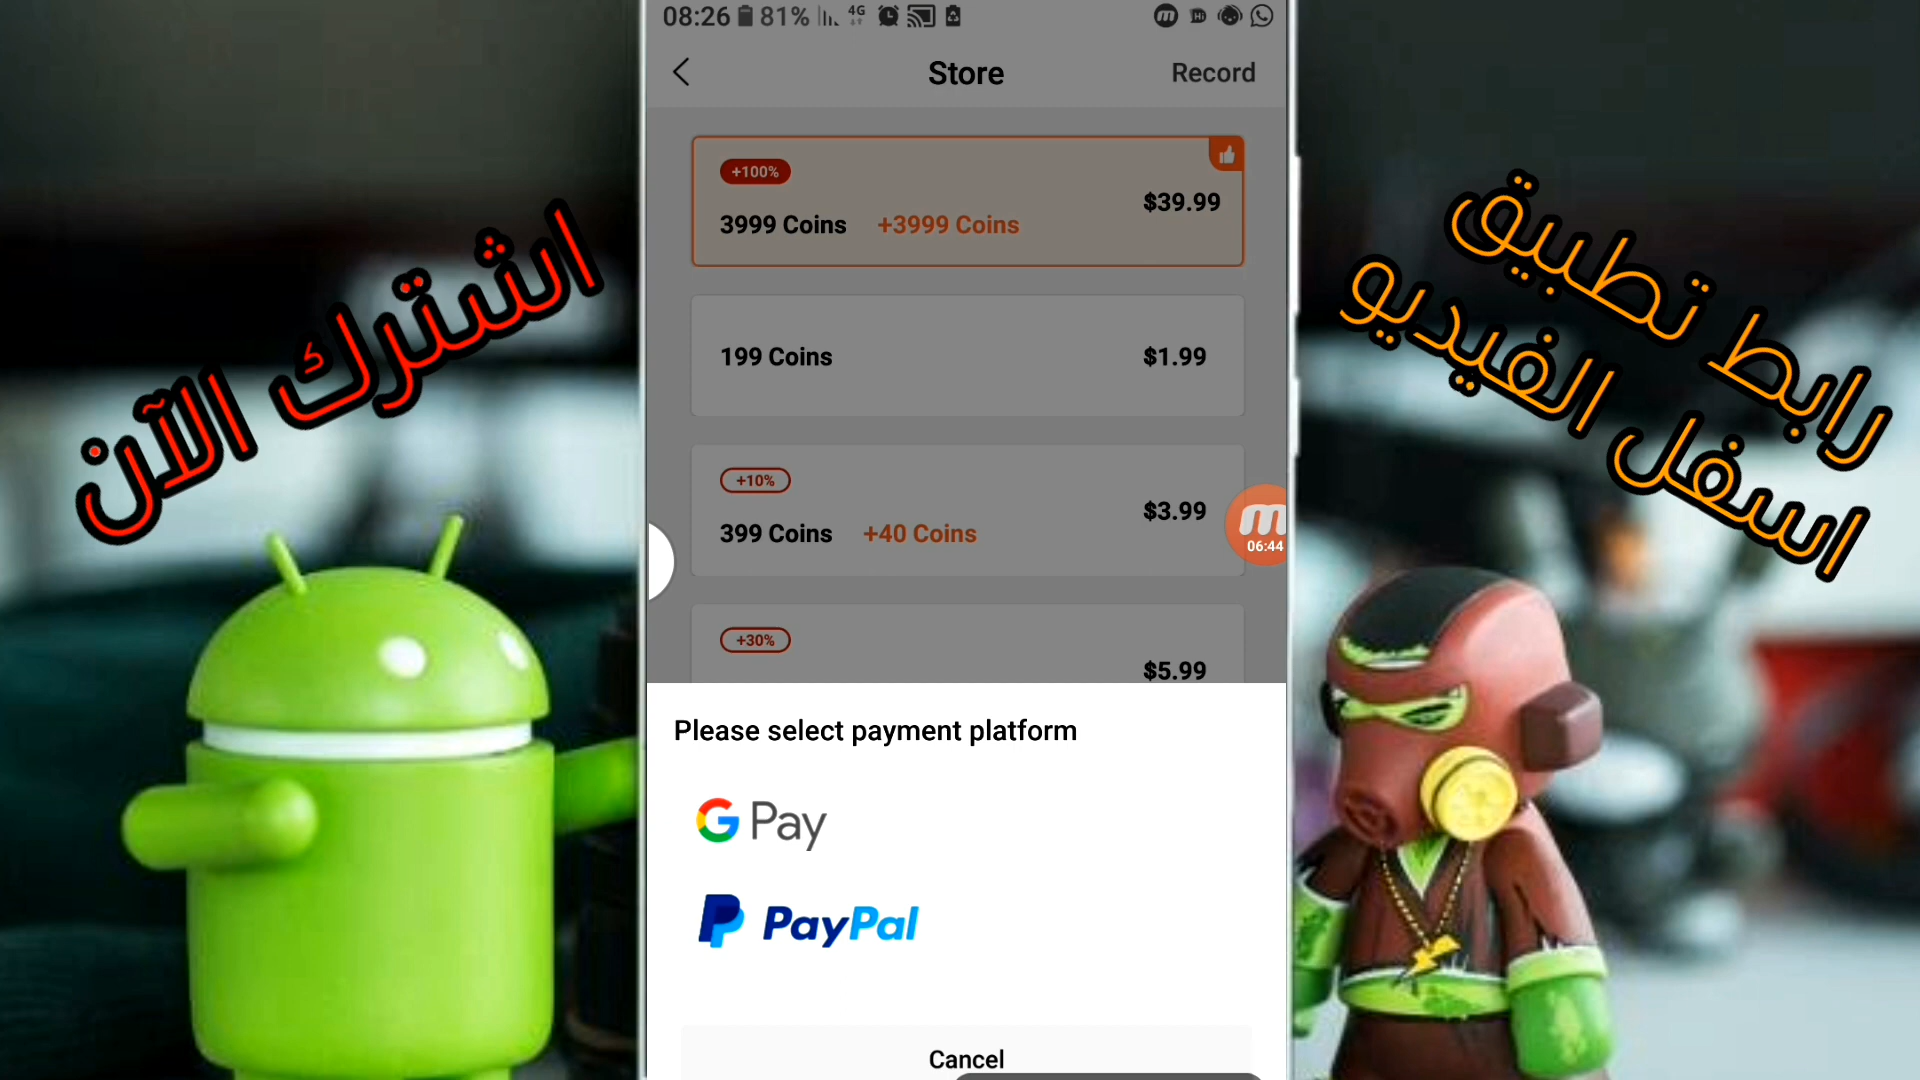 08:26 81% 4G
Store
Record
+100%
3999 Coins +3999 Coins
$39.99
199 Coins
$1.99
+10%
399 Coins +40 Coins
$3.99
06:44
+30%
$5.99
Please select payment platform
G Pay
PayPal
Cancel
اشترك الآن
رابط تطبيق
اسفل الفيديو